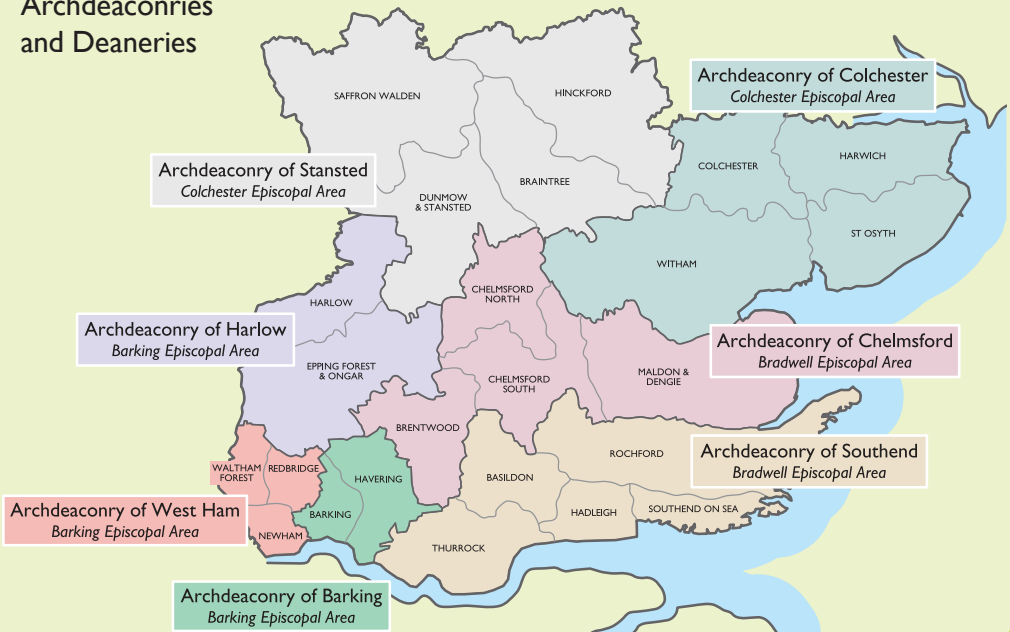 Archdeaconries
and Deaneries
SAFFRON WALDEN
HINCKFORD
Archdeaconry of Colchester
Colchester Episcopal Area
Archdeaconry of Stansted
Colchester Episcopal Area
DUNMOW
& STANSTED
BRAINTREE
COLCHESTER
HARWICH
ST OSYTH
WITHAM
HARLOW
CHELMSFORD
NORTH
Archdeaconry of Harlow
Barking Episcopal Area
Archdeaconry of Chelmsford
Bradwell Episcopal Area
EPPING FOREST
& ONGAR
CHELMSFORD
SOUTH
MALDON &
DENGIE
BRENTWOOD
ROCHFORD
Archdeaconry of Southend
Bradwell Episcopal Area
WALTHAM
FOREST
REDBRIDGE
HAVERING
BASILDON
Archdeaconry of West Ham
Barking Episcopal Area
BARKING
HADLEIGH
SOUTHEND ON SEA
NEWHAM
THURROCK
Archdeaconry of Barking
Barking Episcopal Area